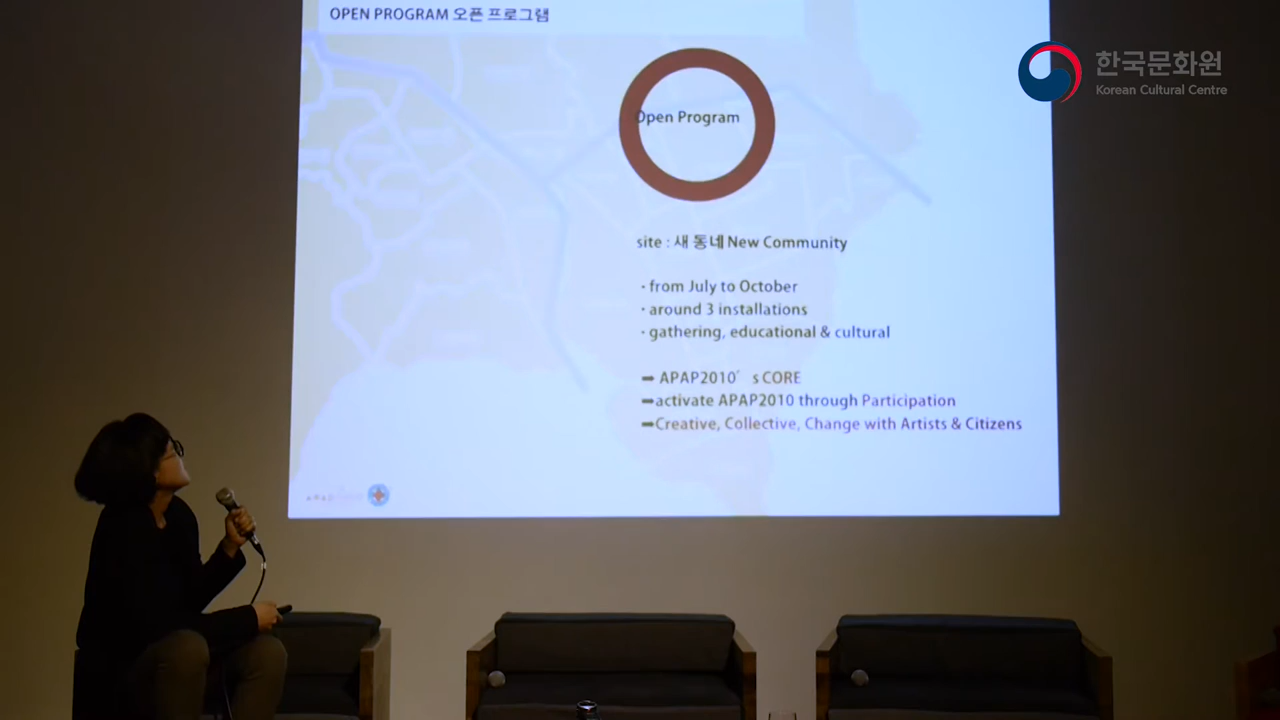 OPEN PROGRAM 오픈 프로그램
한국문화원
Korean Cultural Centre
Open Program
site : 새 동네 New Community
· from July to October
· around 3 installations
· gathering, educational & cultural
➡ APAP2010´ s CORE
➡activate APAP2010 through Participation
➡Creative, Collective, Change with Artists & Citizens